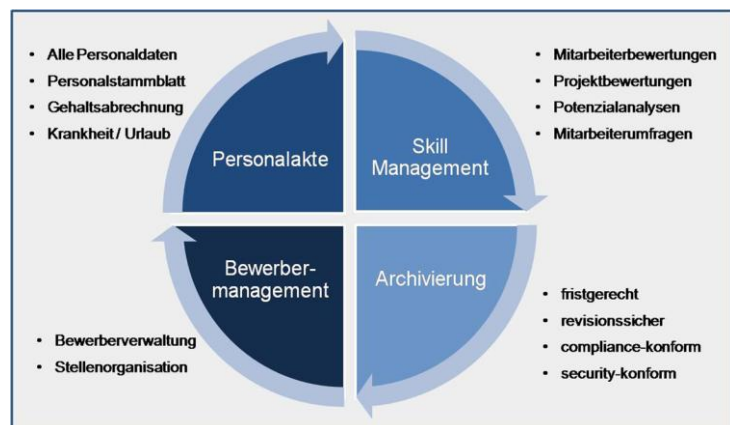 • Alle Personaldaten
• Personalstammblatt
• Gehaltsabrechnung
• Krankheit / Urlaub
Personalakte
• Mitarbeiterbewertungen
• Projektbewertungen
• Potenzialanalysen
• Mitarbeiterumfragen
Skill
Management
Bewerber-
management
• Bewerberverwaltung
• Stellenorganisation
Archivierung
• fristgerecht
• revisionssicher
• compliance-konform
• security-konform